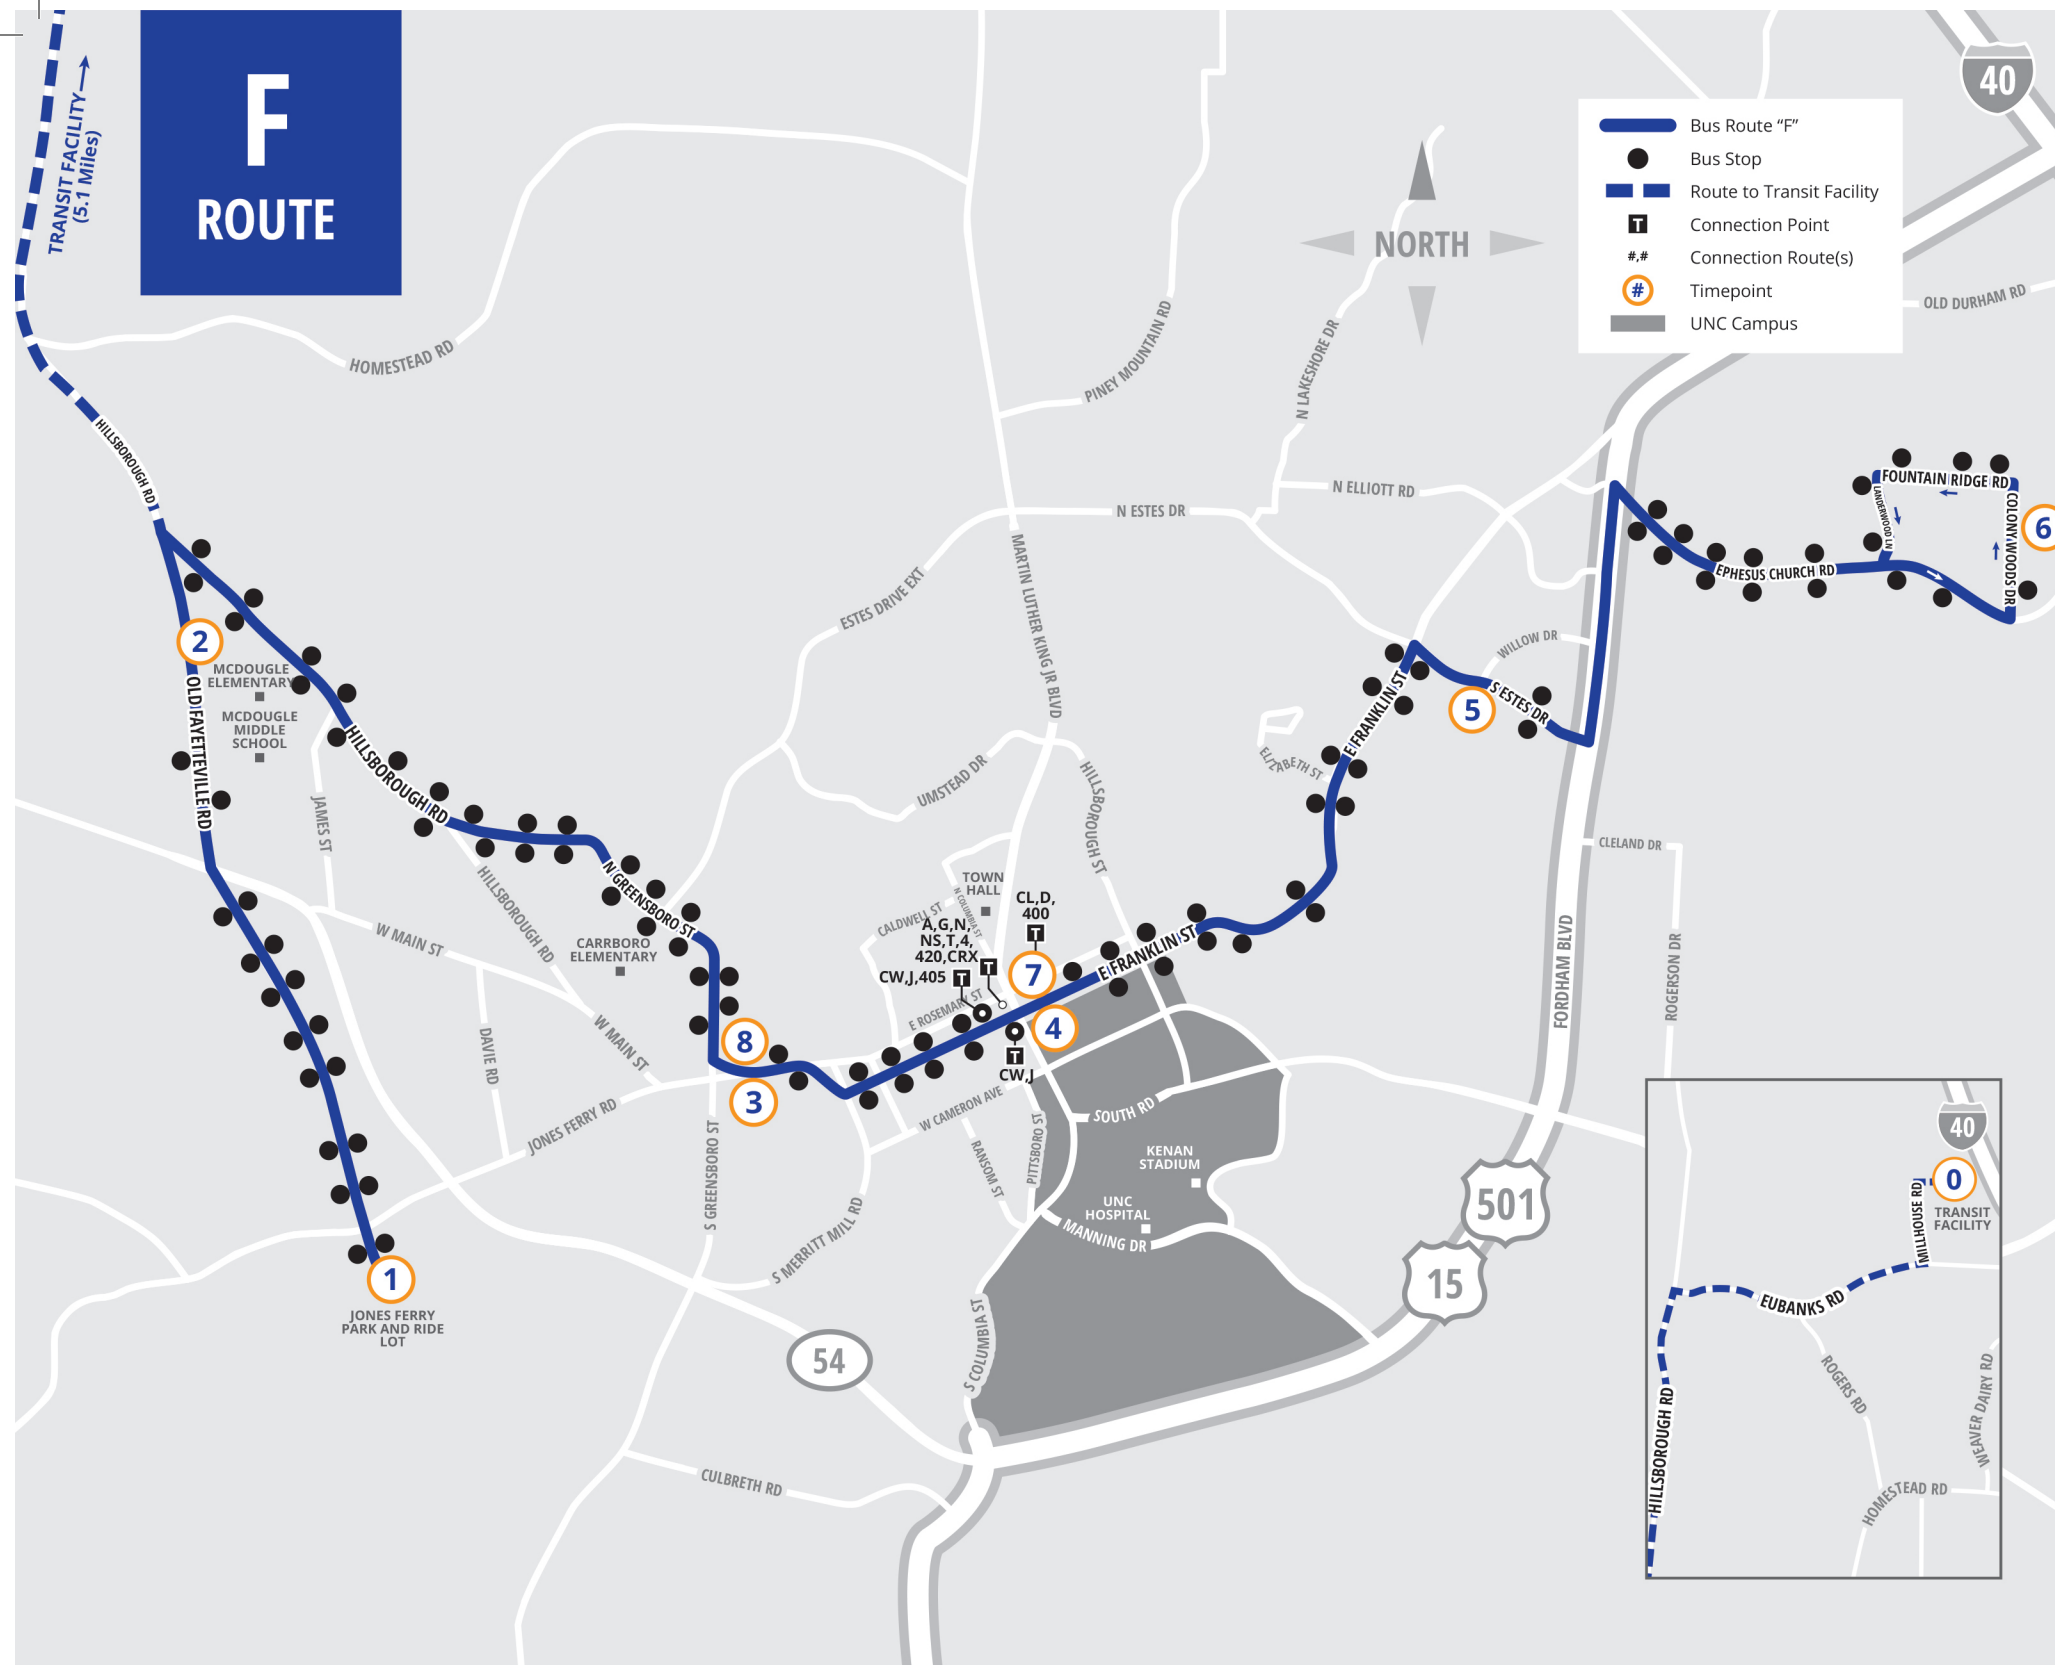 F
ROUTE
TRANSIT FACILITY
(5.1 Miles)
40
Bus Route “F”
Bus Stop
Route to Transit Facility
T
Connection Point
#,#
Connection Route(s)
#
Timepoint
UNC Campus
NORTH
OLD DURHAM RD
HOMESTEAD RD
PINEY MOUNTAIN RD
N LAKESHORE DR
HILLSBOROUGH RD
N ELLIOTT RD
N ESTES DR
FOUNTAIN RIDGE RD
LANDERWOOD LN
COLONY WOODS DR
6
EPHESUS CHURCH RD
MARTIN LUTHER KING JR BLVD
ESTES DRIVE EXT
WILLOW DR
2
MCDOUGLE
ELEMENTARY
MCDOUGLE
MIDDLE
SCHOOL
OLD FAYETTEVILLE RD
HILLSBOROUGH RD
JAMES ST
5
S ESTES DR
E FRANKLIN ST
ELIZABETH ST
UMSTEAD DR
HILLSBOROUGH ST
CLELAND DR
N GREENSBORO ST
HILLSBOROUGH RD
W MAIN ST
CARRBORO
ELEMENTARY
TOWN
HALL
N COLUMBIA ST
CALDWELL ST
CL,D,
400
T
A,G,N,
NS,T,4,
420,CRX
T
CW,J,405
T
7
E FRANKLIN ST
E ROSEMARY ST
4
T
CW,J
FORDHAM BLVD
ROGERSON DR
DAVIE RD
W MAIN ST
8
3
JONES FERRY RD
W CAMERON AVE
SOUTH RD
PITTSBORO ST
RANSOM ST
KENAN
STADIUM
UNC
HOSPITAL
MANNING DR
S GREENSBORO ST
S MERRITT MILL RD
1
JONES FERRY
PARK AND RIDE
LOT
54
S COLUMBIA ST
501
15
CULBRETH RD
40
0
TRANSIT
FACILITY
MILLHOUSE RD
EUBANKS RD
ROGERS RD
WEAVER DAIRY RD
HILLSBOROUGH RD
HOMESTEAD RD